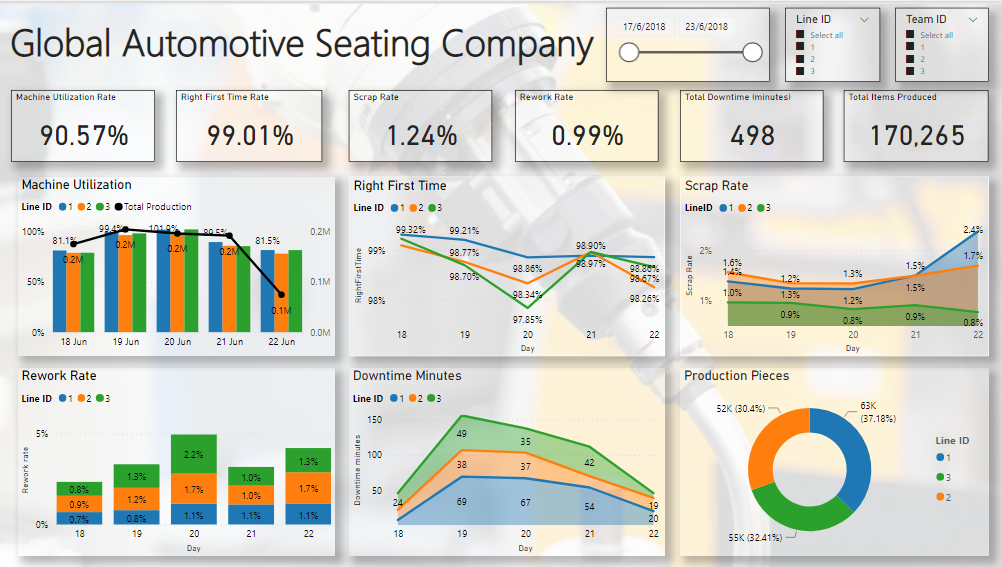 Global Automotive Seating Company
17/6/2018 23/6/2018
Line ID
Select all
1
2
3
Team ID
Select all
1
2
3
Machine Utilization Rate
90.57%
Right First Time Rate
99.01%
Scrap Rate
1.24%
Rework Rate
0.99%
Total Downtime (minutes)
498
Total Items Produced
170,265
Machine Utilization
Line ID 1 2 3 Total Production
100%
50%
0%
81.1%
99.4%
101.9%
89.5%
81.5%
0.2M
0.2M
0.2M
0.2M
0.1M
0.2M
0.1M
0.0M
18 Jun 19 Jun 20 Jun 21 Jun 22 Jun
Right First Time
Line ID 1 2 3
RightFirstTime
99%
98%
99.32%
99.21%
98.77%
98.70%
98.86%
98.34%
97.85%
98.90%
98.97%
98.86%
98.67%
98.26%
18 19 20 21 22
Day
Scrap Rate
LineID 1 2 3
Scrap Rate
2%
1%
1.6%
1.4%
1.0%
1.2%
1.3%
0.9%
1.3%
1.2%
0.8%
1.5%
1.5%
0.9%
2.4%
1.7%
0.8%
18 19 20 21 22
Day
Rework Rate
Line ID 1 2 3
Rework rate
5%
0%
0.8%
0.9%
0.7%
1.3%
1.2%
0.8%
2.2%
1.7%
1.1%
1.0%
1.0%
1.1%
1.3%
1.7%
1.1%
18 19 20 21 22
Day
Downtime Minutes
Line ID 1 2 3
Downtime minutes
150
100
50
24
49
38
69
35
37
67
42
54
19
20
18 19 20 21 22
Day
Production Pieces
52K (30.4%)
63K
(37.18%)
55K (32.41%)
Line ID
1
3
2